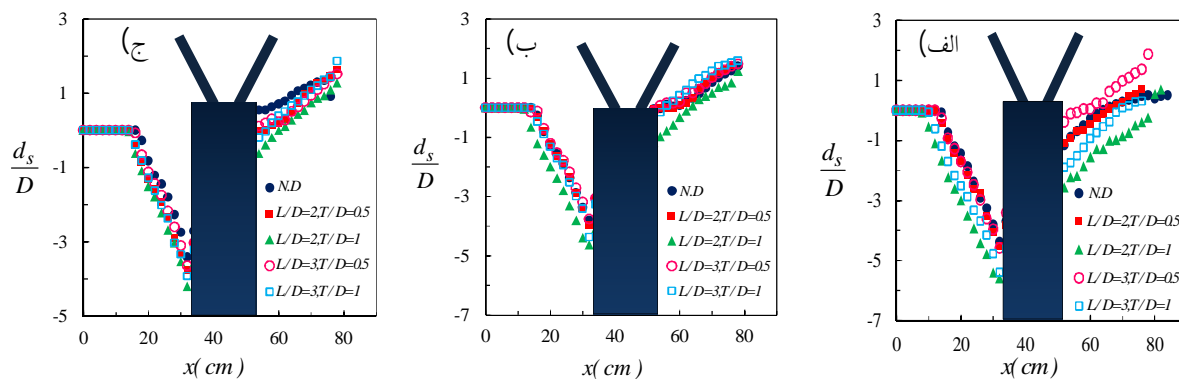 ج)
3
1
-1
-3
-5
d_s/D
N.D
L/D=2,T/D=0.5
L/D=2,T/D=1
L/D=3,T/D=0.5
L/D=3,T/D=1
0 20 40 60 80
x(cm)
ب)
3
1
-1
-3
-5
-7
d_s/D
N.D
L/D=2,T/D=0.5
L/D=2,T/D=1
L/D=3,T/D=0.5
L/D=3,T/D=1
0 20 40 60 80
x(cm)
الف)
3
1
-1
-3
-5
-7
d_s/D
N.D
L/D=2,T/D=0.5
L/D=2,T/D=1
L/D=3,T/D=0.5
L/D=3,T/D=1
0 20 40 60 80
x(cm)